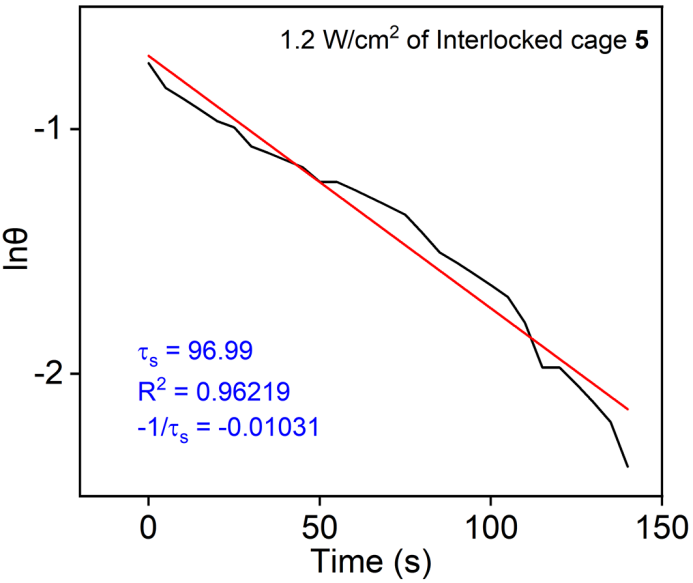 1.2 W/cm² of Interlocked cage 5
-1
lnθ
-2
τₛ = 96.99
R² = 0.96219
-1/τₛ = -0.01031
0 50 100 150
Time (s)